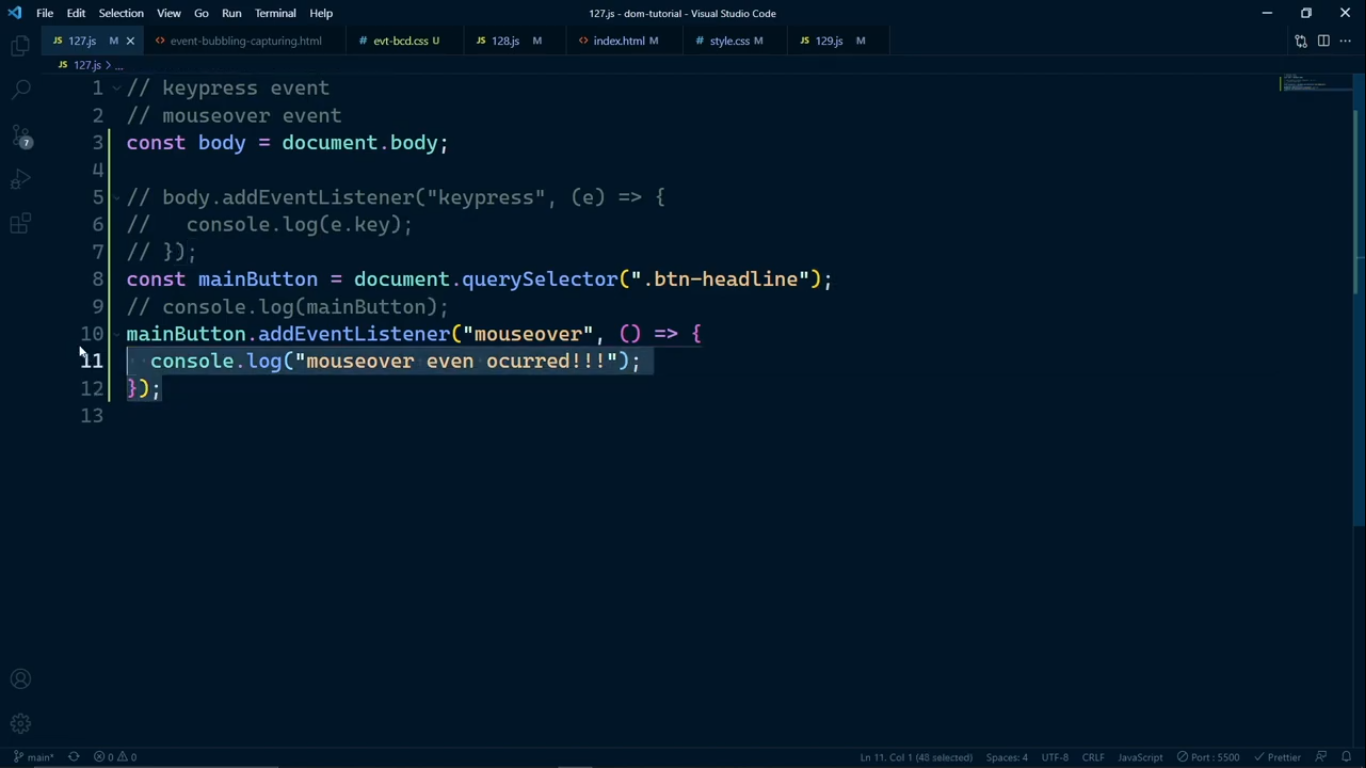 File Edit Selection View Go Run Terminal Help 127.js - dom-tutorial - Visual Studio Code
JS 127.js M event-bubbling-capturing.html # evt-bcd.css U JS 128.js M index.html M # style.css M JS 129.js M
JS 127.js > ...
1 // keypress event
2 // mouseover event
3 const body = document.body;
4
5 // body.addEventListener("keypress", (e) => {
6 //   console.log(e.key);
7 // });
8 const mainButton = document.querySelector(".btn-headline");
9 // console.log(mainButton);
10 mainButton.addEventListener("mouseover", () => {
11   console.log("mouseover even ocurred!!!");
12 });
13
7
main* 0 0 Ln 11, Col 1 (48 selected) Spaces: 4 UTF-8 CRLF JavaScript Port : 5500 Prettier